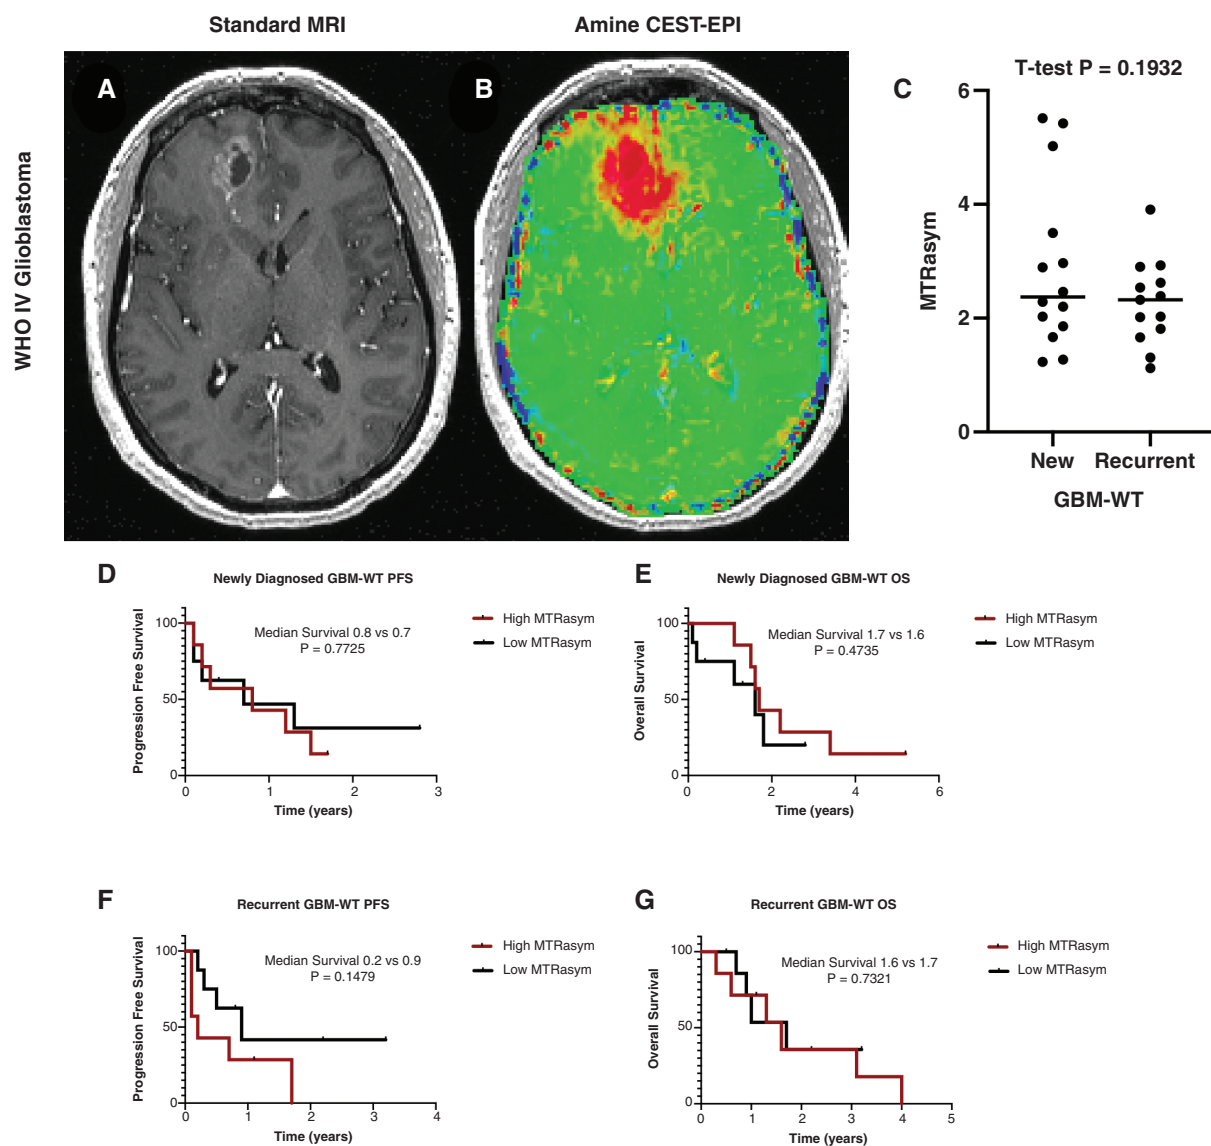 Standard MRI
Amine CEST-EPI
WHO IV Glioblastoma
A
B
C
T-test P = 0.1932
MTRasym
6
4
2
0
New
Recurrent
GBM-WT
D
Newly Diagnosed GBM-WT PFS
Progression Free Survival
100
50
0
Median Survival 0.8 vs 0.7
P = 0.7725
High MTRasym
Low MTRasym
0 1 2 3
Time (years)
E
Newly Diagnosed GBM-WT OS
Overall Survival
100
50
0
Median Survival 1.7 vs 1.6
P = 0.4735
High MTRasym
Low MTRasym
0 2 4 6
Time (years)
F
Recurrent GBM-WT PFS
Progression Free Survival
100
50
0
Median Survival 0.2 vs 0.9
P = 0.1479
High MTRasym
Low MTRasym
0 1 2 3 4
Time (years)
G
Recurrent GBM-WT OS
Overall Survival
100
50
0
Median Survival 1.6 vs 1.7
P = 0.7321
High MTRasym
Low MTRasym
0 1 2 3 4 5
Time (years)